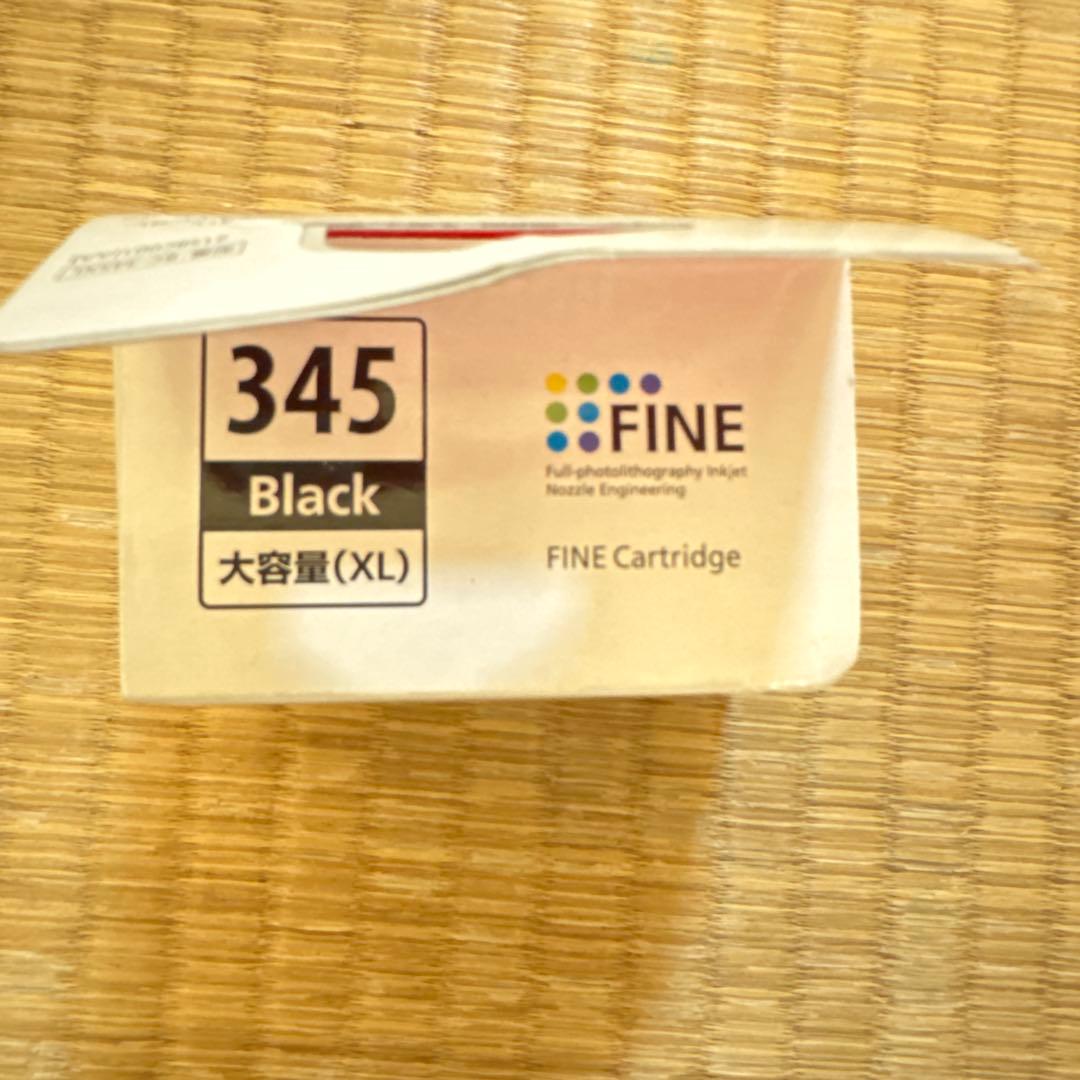 345
Black
大容量(XL)
FINE
Full-photolithography Inkjet
Nozzle Engineering
FINE Cartridge